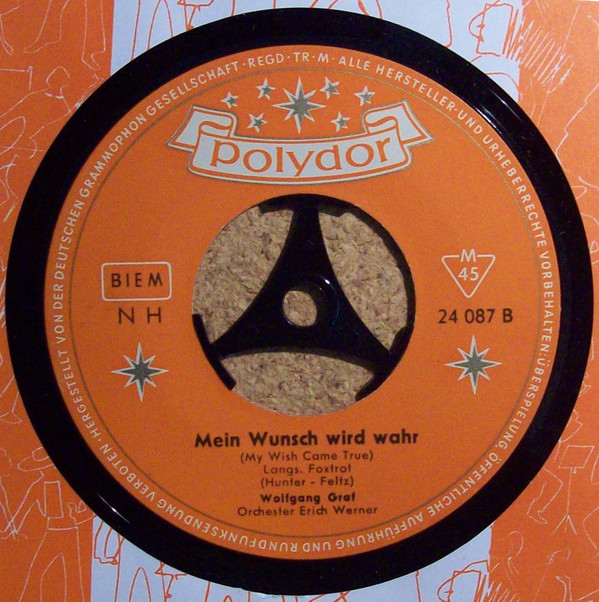 HERGESTELLT VON DER DEUTSCHEN GRAMMOPHON GESELLSCHAFT · REGD · TR · M · ALLE HERSTELLER- UND URHEBERRECHTE VORBEHALTEN: ÜBERSPIELUNG, ÖFFENTLICHE AUFFÜHRUNG UND RUNDFUNKSENDUNG VERBOTEN ·
polydor
BIEM
NH
M
45
24 087 B
Mein Wunsch wird wahr
(My Wish Came True)
Langs. Foxtrot
(Hunter - Feltz)
Wolfgang Graf
Orchester Erich Werner